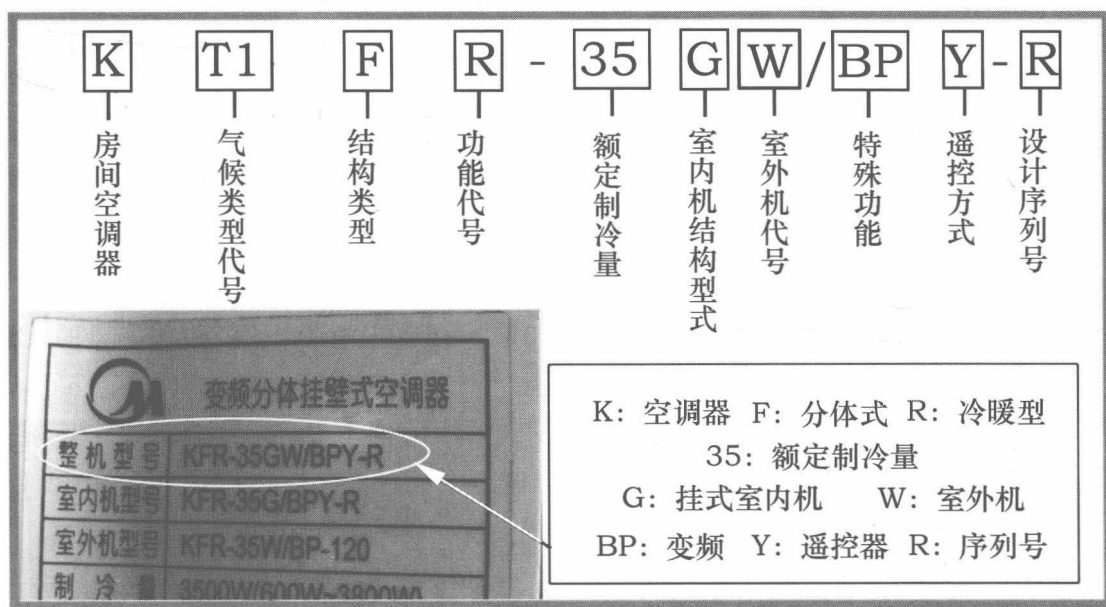 K T1 F R - 35 G W/BP Y-R
房间空调器
气候类型代号
结构类型
功能代号
额定制冷量
室内机结构型式
室外机代号
特殊功能
遥控方式
设计序列号
变频分体挂壁式空调器
整机型号 KFR-35GW/BPY-R
室内机型号 KFR-35G/BPY-R
室外机型号 KFR-35W/BP-120
制冷量 3500W(600W~3800W)
K: 空调器 F: 分体式 R: 冷暖型
35: 额定制冷量
G: 挂式室内机 W: 室外机
BP: 变频 Y: 遥控器 R: 序列号